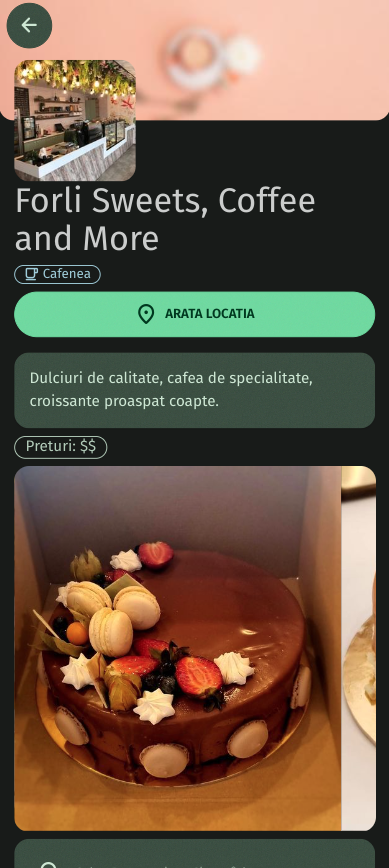 Forli Sweets, Coffee
and More
Cafenea
ARATA LOCATIA
Dulciuri de calitate, cafea de specialitate,
croissante proaspat coapte.
Preturi: $$